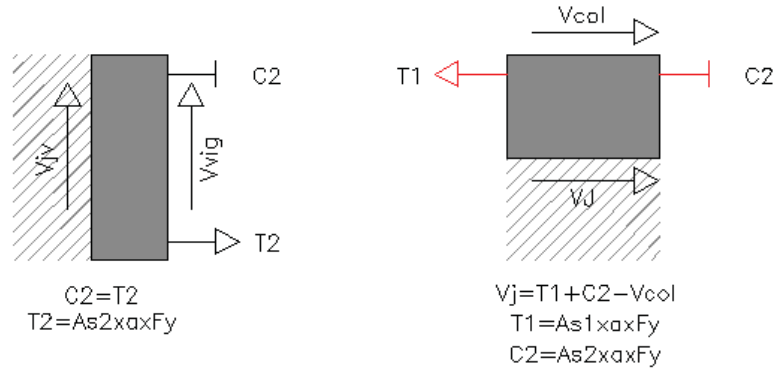 C2
Vjv
Vvig
T2
C2=T2
T2=As2xaxFy
Vcol
T1
C2
VJ
Vj=T1+C2-Vcol
T1=As1xaxFy
C2=As2xaxFy